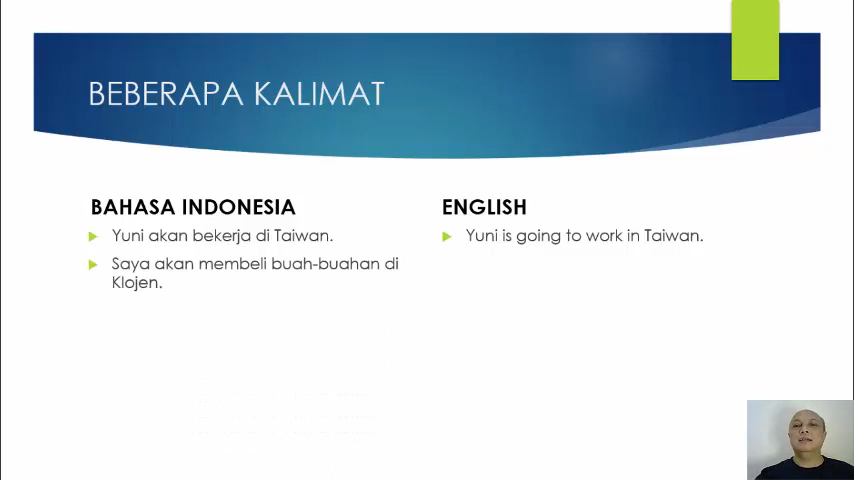 BEBERAPA KALIMAT
BAHASA INDONESIA
Yuni akan bekerja di Taiwan.
Saya akan membeli buah-buahan di
Klojen.
ENGLISH
Yuni is going to work in Taiwan.